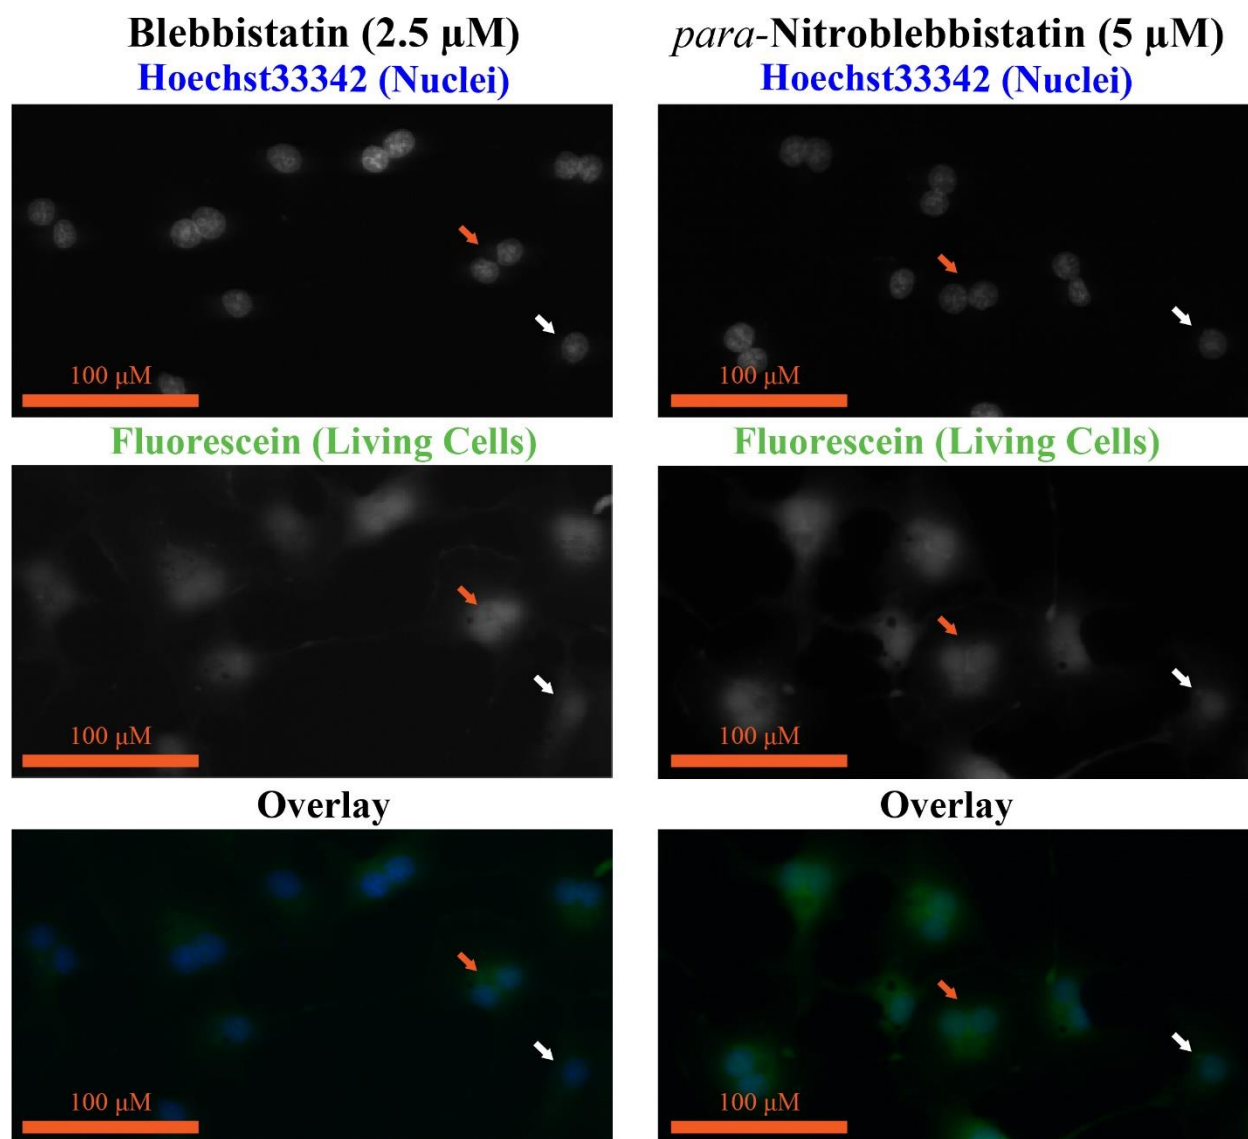 Blebbistatin (2.5 µM)
Hoechst33342 (Nuclei)
100 µM
Fluorescein (Living Cells)
100 µM
Overlay
100 µM
para-Nitroblebbistatin (5 µM)
Hoechst33342 (Nuclei)
100 µM
Fluorescein (Living Cells)
100 µM
Overlay
100 µM